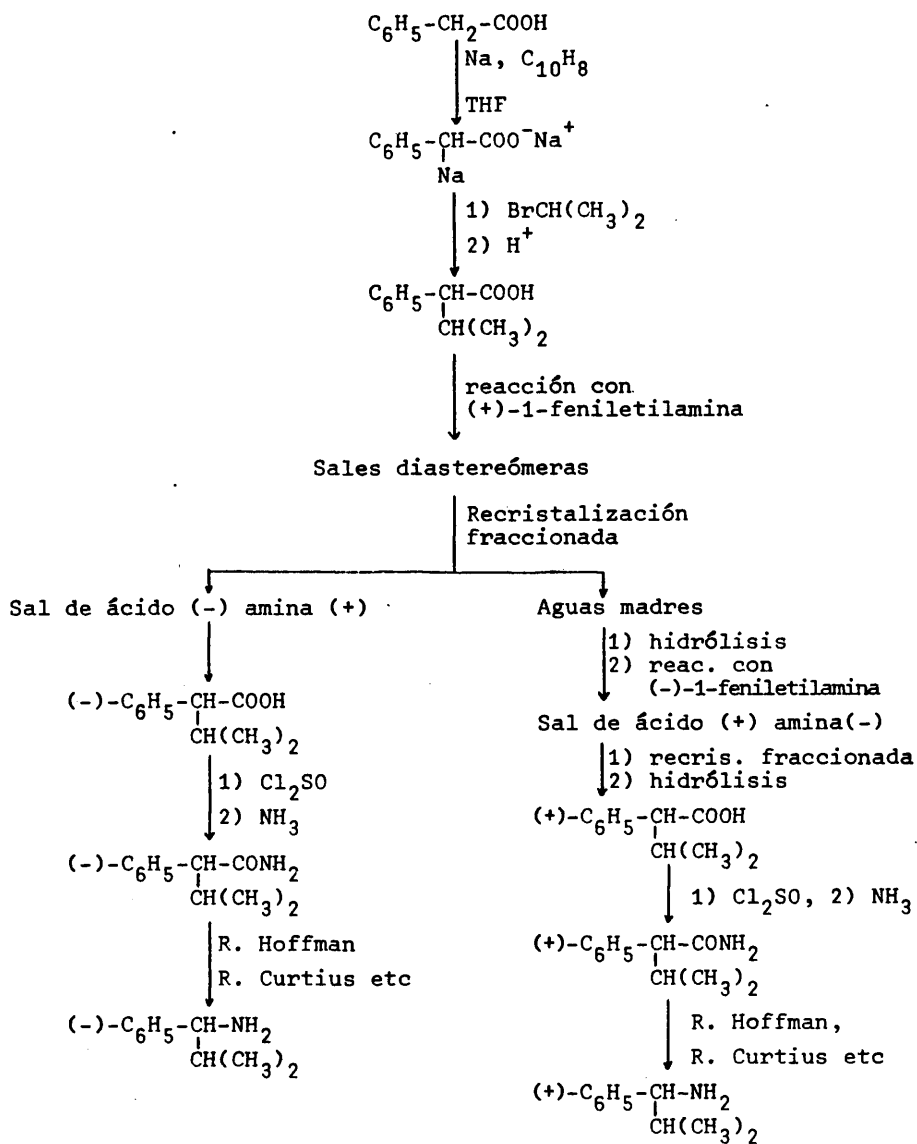 C6H5-CH2-COOH
Na, C10H8
THF
C6H5-CH-COO-Na+
Na
1) BrCH(CH3)2
2) H+
C6H5-CH-COOH
CH(CH3)2
reacción con
(+)-1-feniletilamina
Sales diastereómeras
Recristalización
fraccionada
Sal de ácido (-) amina (+)
(-)-C6H5-CH-COOH
CH(CH3)2
1) Cl2SO
2) NH3
(-)-C6H5-CH-CONH2
CH(CH3)2
R. Hoffman
R. Curtius etc
(-)-C6H5-CH-NH2
CH(CH3)2
Aguas madres
1) hidrólisis
2) reac. con
(-)-1-feniletilamina
Sal de ácido (+) amina(-)
1) recris. fraccionada
2) hidrólisis
(+)-C6H5-CH-COOH
CH(CH3)2
1) Cl2SO, 2) NH3
(+)-C6H5-CH-CONH2
CH(CH3)2
R. Hoffman,
R. Curtius etc
(+)-C6H5-CH-NH2
CH(CH3)2